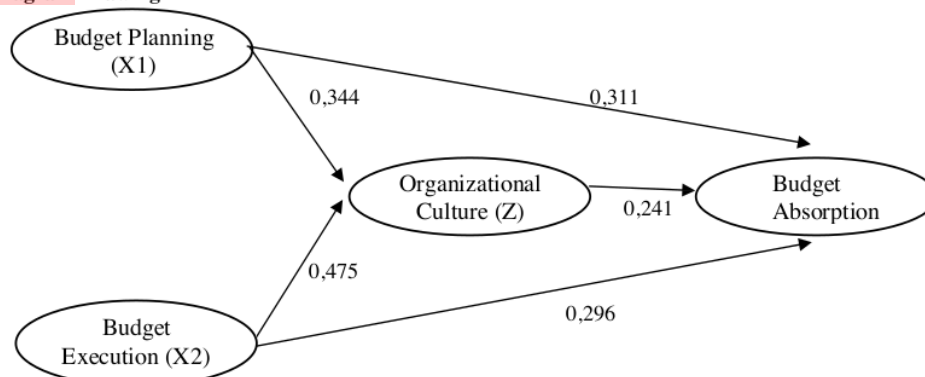 Budget Planning
(X1)
0,344
0,311
Organizational
Culture (Z)
0,241
Budget
Absorption
0,475
0,296
Budget
Execution (X2)